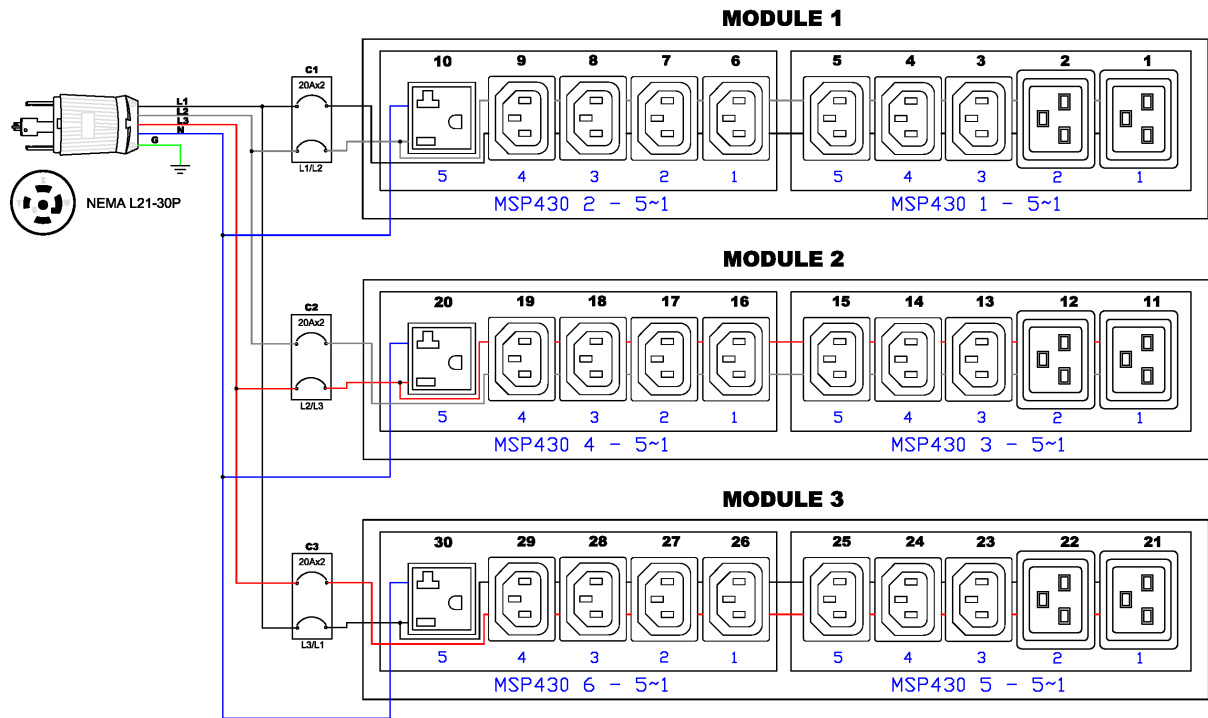 MODULE 1
C1
20Ax2
L1/L2
10 9 8 7 6 5 4 3 2 1
5 4 3 2 1 5 4 3 2 1
MSP430 2 - 5~1 MSP430 1 - 5~1
L1
L2
L3
N
G
NEMA L21-30P
MODULE 2
C2
20Ax2
L2/L3
20 19 18 17 16 15 14 13 12 11
5 4 3 2 1 5 4 3 2 1
MSP430 4 - 5~1 MSP430 3 - 5~1
MODULE 3
C3
20Ax2
L3/L1
30 29 28 27 26 25 24 23 22 21
5 4 3 2 1 5 4 3 2 1
MSP430 6 - 5~1 MSP430 5 - 5~1